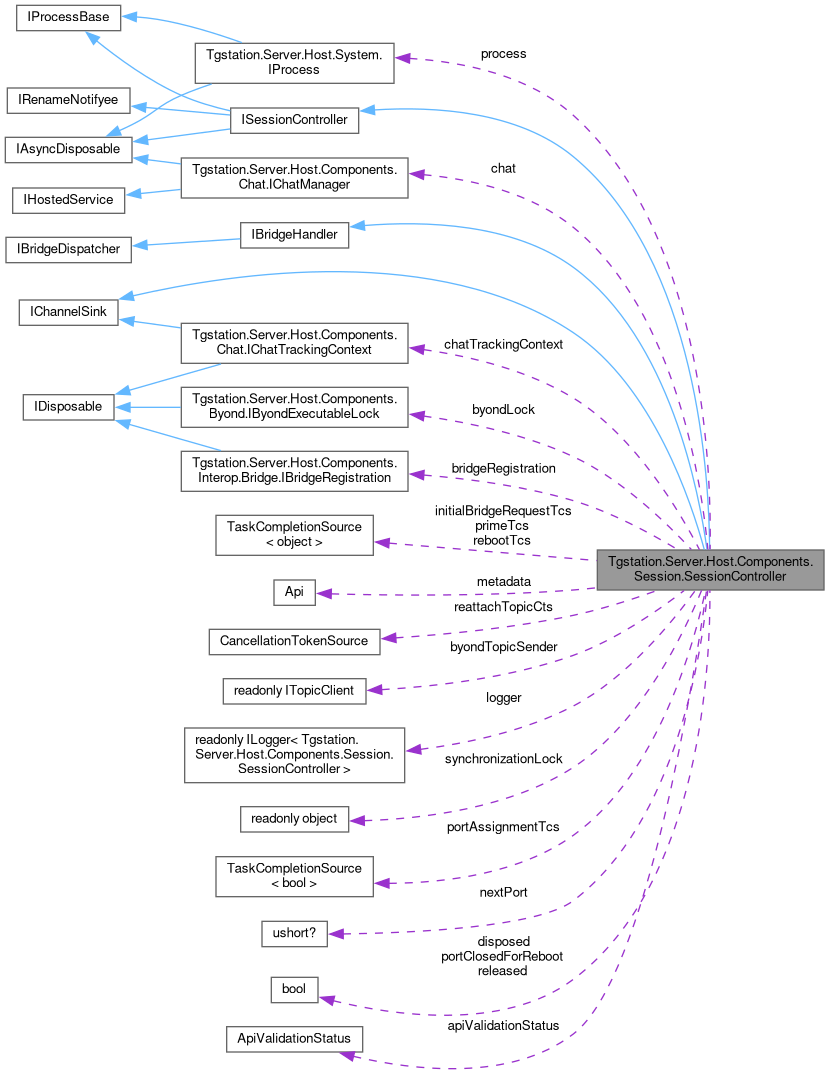 IProcessBase
Tgstation.Server.Host.System.
IProcess
process
IRenameNotifyee
ISessionController
IAsyncDisposable
Tgstation.Server.Host.Components.
Chat.IChatManager
chat
IHostedService
IBridgeHandler
IBridgeDispatcher
IChannelSink
Tgstation.Server.Host.Components.
Chat.IChatTrackingContext
chatTrackingContext
IDisposable
Tgstation.Server.Host.Components.
Byond.IByondExecutableLock
byondLock
Tgstation.Server.Host.Components.
Interop.Bridge.IBridgeRegistration
bridgeRegistration
TaskCompletionSource
< object >
initialBridgeRequestTcs
primeTcs
rebootTcs
Tgstation.Server.Host.Components.
Session.SessionController
Api
metadata
CancellationTokenSource
reattachTopicCts
readonly ITopicClient
byondTopicSender
readonly ILogger< Tgstation.
Server.Host.Components.Session.
SessionController >
logger
readonly object
synchronizationLock
TaskCompletionSource
< bool >
portAssignmentTcs
ushort?
nextPort
bool
disposed
portClosedForReboot
released
ApiValidationStatus
apiValidationStatus